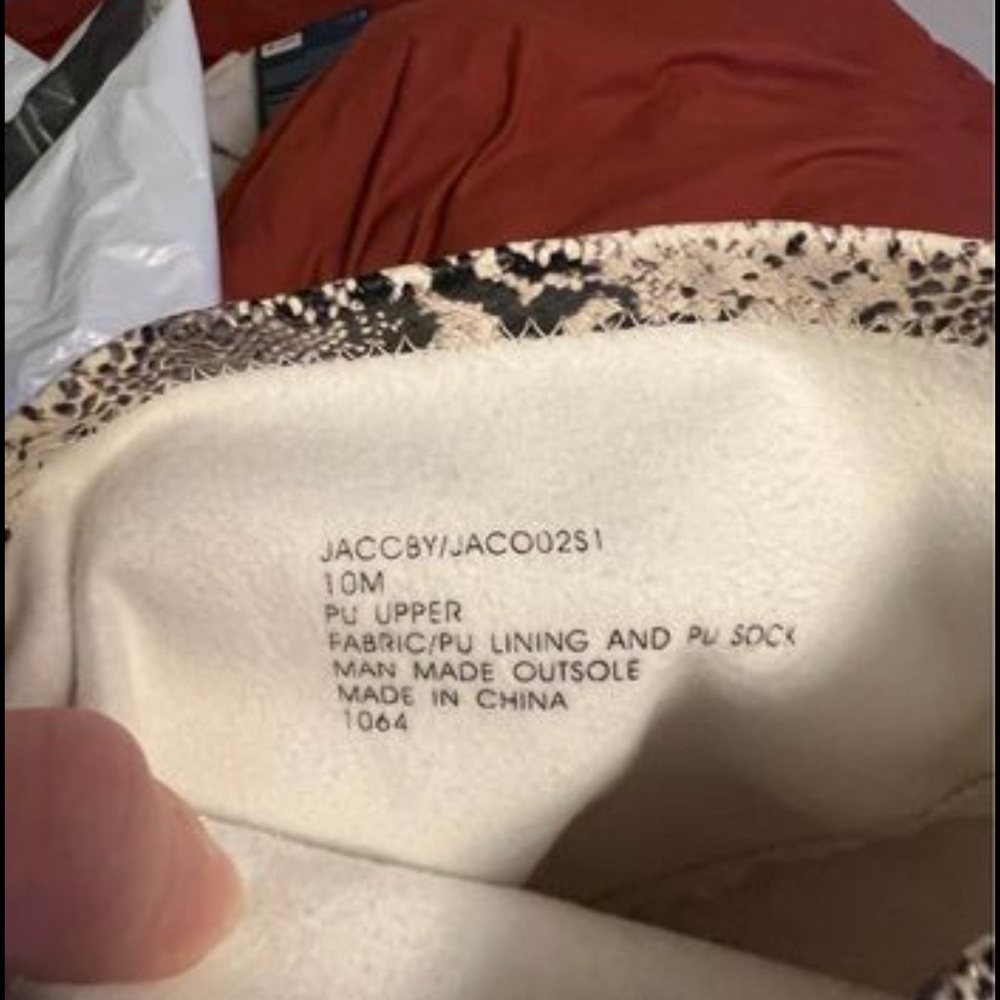 JACCBY/JACO02S1
10M
PU UPPER
FABRIC/PU LINING AND PU SOCK
MAN MADE OUTSOLE
MADE IN CHINA
1064